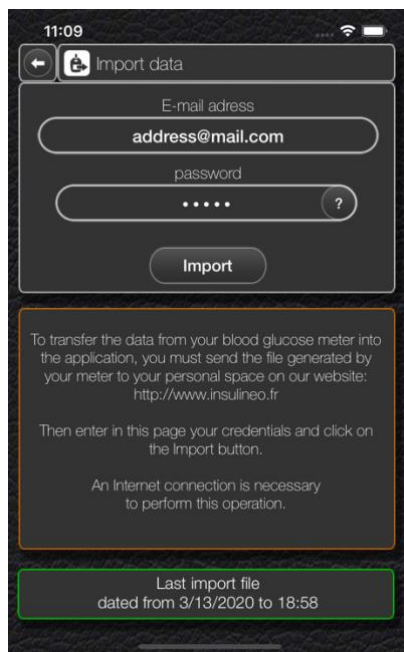 11:09
Import data
E-mail adress
address@mail.com
password
•••••
?
Import
To transfer the data from your blood glucose meter into
the application, you must send the file generated by
your meter to your personal space on our website:
http://www.insulineo.fr
Then enter in this page your credentials and click on
the Import button.
An Internet connection is necessary
to perform this operation.
Last import file
dated from 3/13/2020 to 18:58